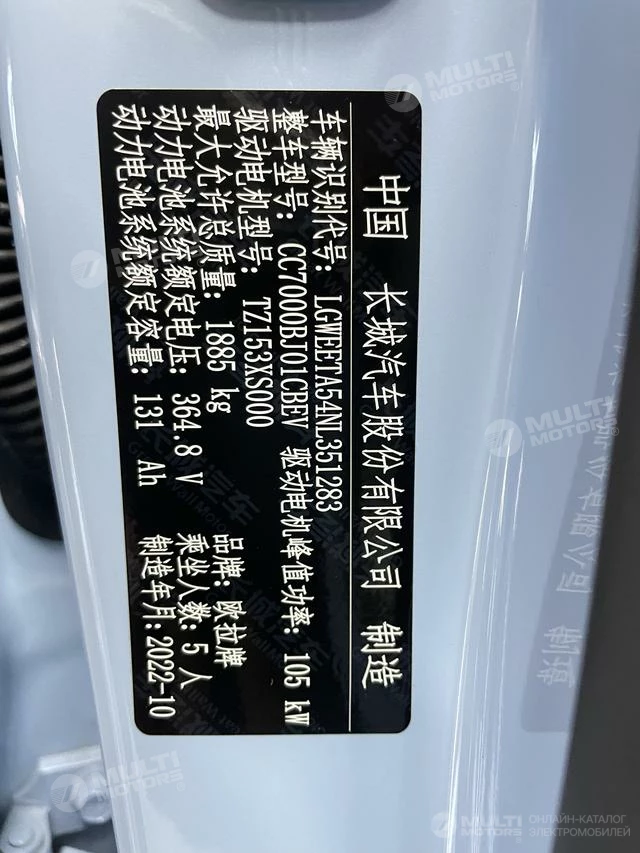 中国 长城汽车股份有限公司 制造
车辆识别代号: LGWEETA54NL351283
整车型号: CC7000BJ01CBEV 驱动电机峰值功率: 105 kW
驱动电机型号: TZ153XS000 品牌: 欧拉牌
最大允许总质量: 1885 kg 乘坐人数: 5 人
动力电池系统额定电压: 364.8 V 制造年月: 2022-10
动力电池系统额定容量: 131 Ah
MULTI MOTORS
MULTI MOTORS
MULTI MOTORS
MULTI MOTORS
MULTI MOTORS
ОНЛАЙН-КАТАЛОГ
ЭЛЕКТРОМОБИЛЕЙ